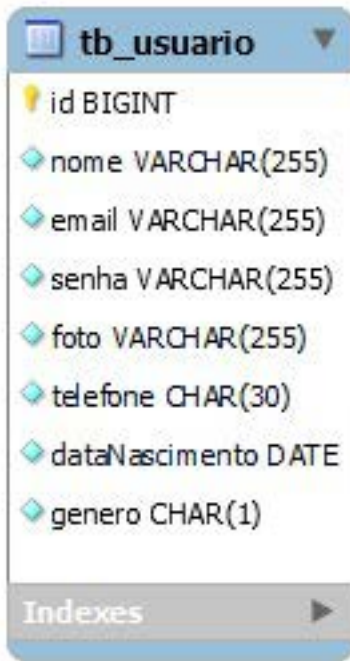 tb_usuario
id BIGINT
nome VARCHAR(255)
email VARCHAR(255)
senha VARCHAR(255)
foto VARCHAR(255)
telefone CHAR(30)
dataNascimento DATE
genero CHAR(1)
Indexes